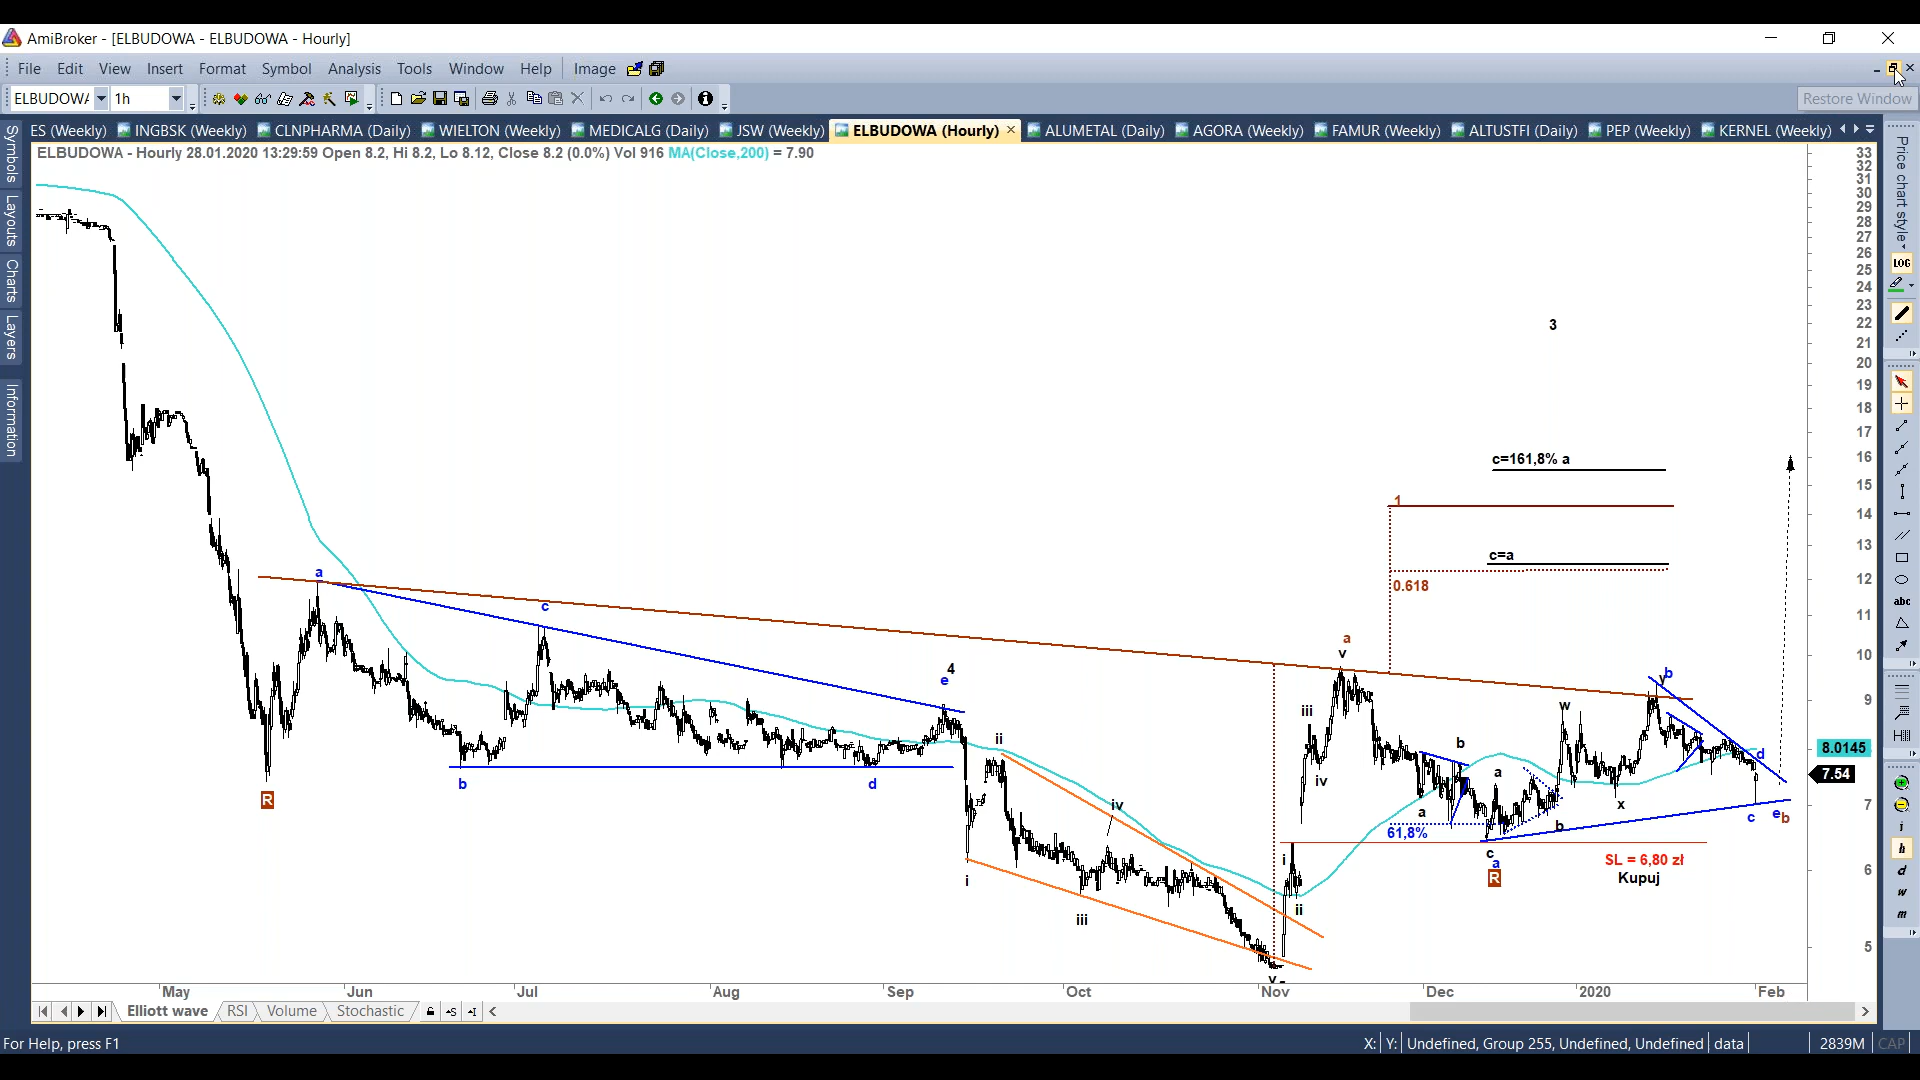 AmiBroker - [ELBUDOWA - ELBUDOWA - Hourly]
File Edit View Insert Format Symbol Analysis Tools Window Help Image
ELBUDOWA 1h
Restore Window
ES (Weekly) INGBSK (Weekly) CLNPHARMA (Daily) WIELTON (Weekly) MEDICALG (Daily) JSW (Weekly) ELBUDOWA (Hourly) ALUMETAL (Daily) AGORA (Weekly) FAMUR (Weekly) ALTUSTFI (Daily) PEP (Weekly) KERNEL (Weekly)
ELBUDOWA - Hourly 28.01.2020 13:29:59 Open 8.2, Hi 8.2, Lo 8.12, Close 8.2 (0.0%) Vol 916 MA(Close,200) = 7.90
Symbols
Layouts
Charts
Layers
Information
Price chart style
LOG
abc
i
h
d
w
m
33
32
31
30
29
28
27
26
25
24
23
22
21
20
19
18
17
16
15
14
13
12
11
10
9
8.0145
7.54
7
6
5
3
c=161,8% a
1
c=a
0.618
a
c
4
e
b
d
R
i
ii
iii
iv
v
i
ii
iii
iv
v
a
a
b
61,8%
c
a
R
a
b
w
x
y
b
c
d
e
b
SL = 6,80 zł
Kupuj
May Jun Jul Aug Sep Oct Nov Dec 2020 Feb
Elliott wave RSI Volume Stochastic
For Help, press F1
X: Y: Undefined, Group 255, Undefined, Undefined data 2839M CAP